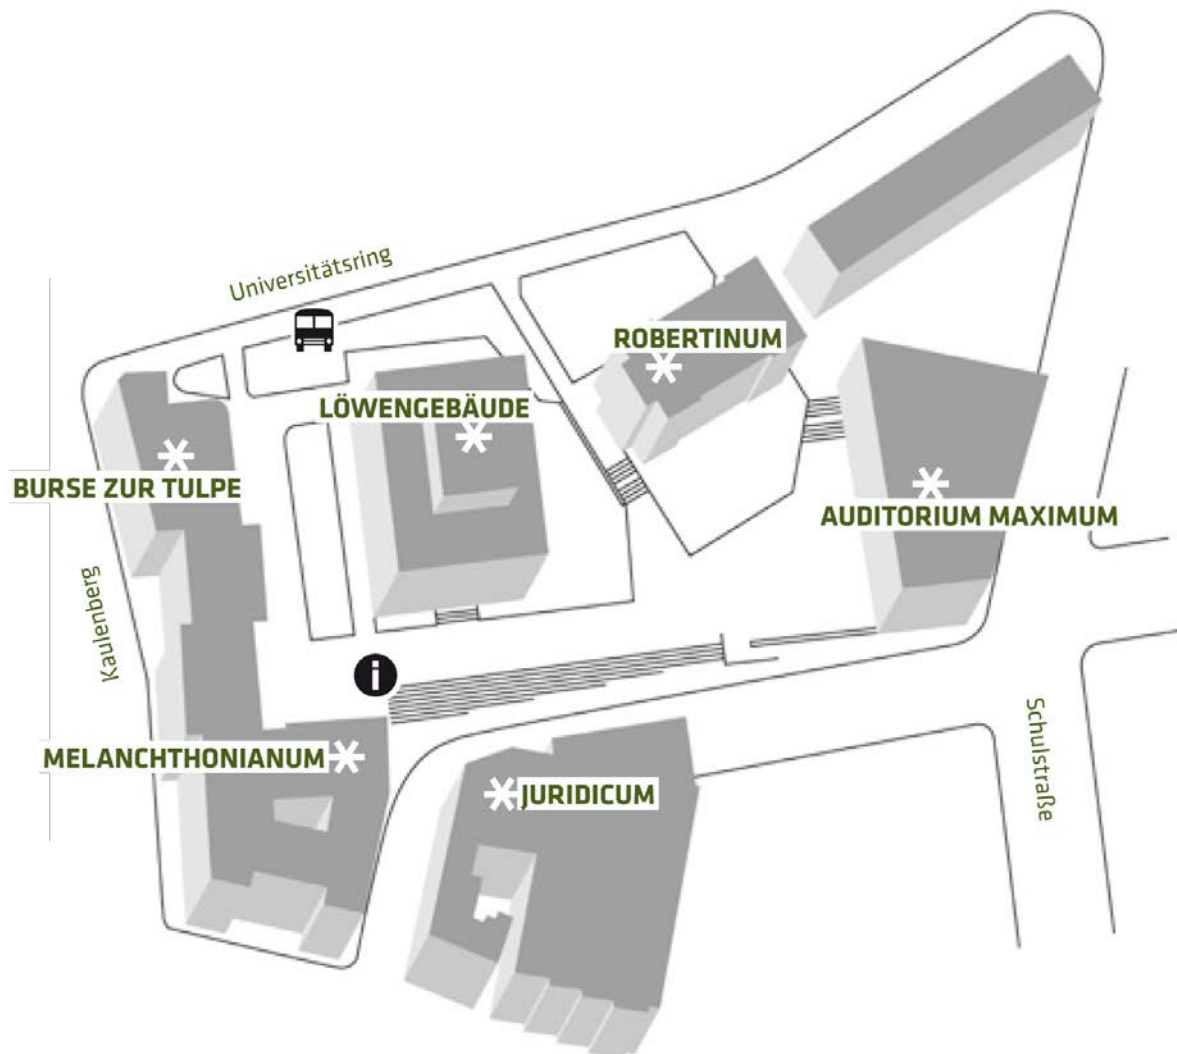 Universitätsring
ROBERTINUM
LÖWENGEBÄUDE
BURSE ZUR TULPE
AUDITORIUM MAXIMUM
Kaulenberg
i
MELANCHTHONIANUM
JURIDICUM
Schulstraße